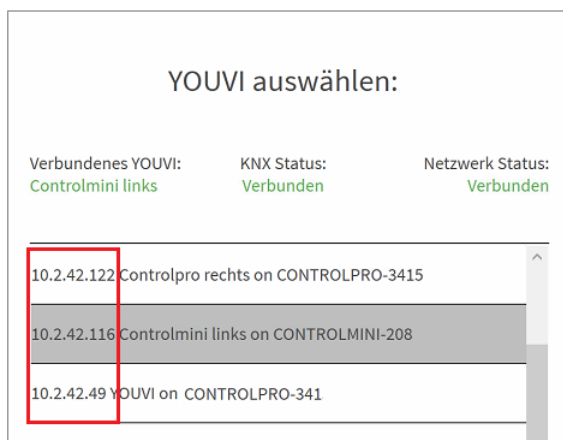 YOUVI auswählen:
Verbundenes YOUVI: KNX Status: Netzwerk Status:
Controlmini links Verbunden Verbunden
10.2.42.122 Controlpro rechts on CONTROLPRO-3415
10.2.42.116 Controlmini links on CONTROLMINI-208
10.2.42.49 YOUVI on CONTROLPRO-341